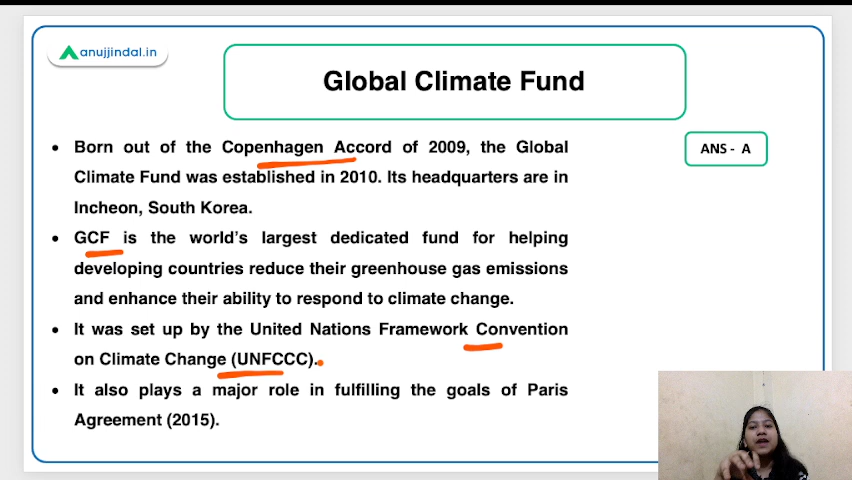 anujjindal.in
Global Climate Fund
• Born out of the Copenhagen Accord of 2009, the Global
Climate Fund was established in 2010. Its headquarters are in
Incheon, South Korea.
• GCF is the world's largest dedicated fund for helping
developing countries reduce their greenhouse gas emissions
and enhance their ability to respond to climate change.
• It was set up by the United Nations Framework Convention
on Climate Change (UNFCCC).
• It also plays a major role in fulfilling the goals of Paris
Agreement (2015).
ANS - A